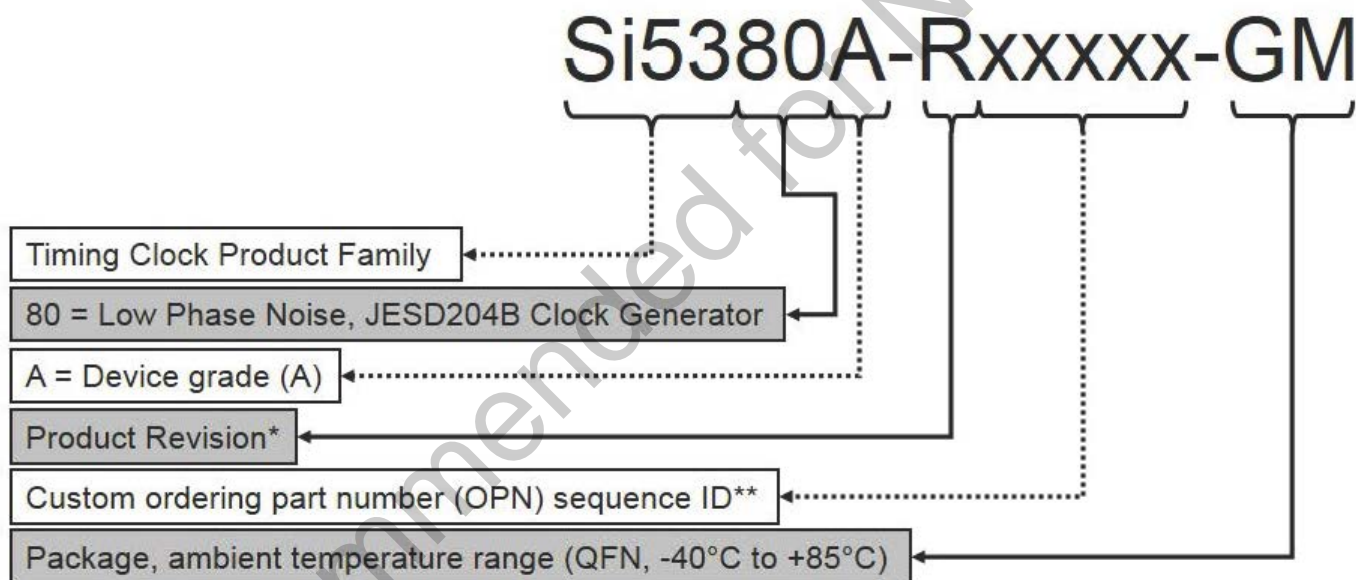 Si5380A-Rxxxxx-GM
Timing Clock Product Family
80 = Low Phase Noise, JESD204B Clock Generator
A = Device grade (A)
Product Revision*
Custom ordering part number (OPN) sequence ID**
Package, ambient temperature range (QFN, -40°C to +85°C)